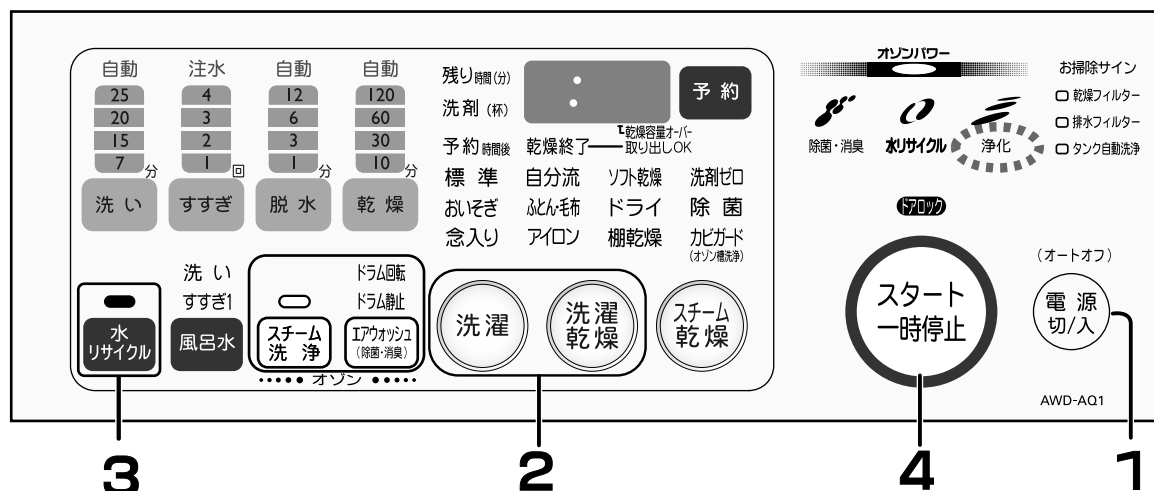 自動 注水 自動 自動
25 4 12 120
20 3 6 60
15 2 3 30
7分 1回 1分 10分
洗い すすぎ 脱水 乾燥
残り時間(分)
洗剤(杯)
予約
予約時間後 乾燥終了 乾燥容量オーバー
取り出しOK
標準 自分流 ソフト乾燥 洗剤ゼロ
おいそぎ ふとん・毛布 ドライ 除菌
念入り アイロン 棚乾燥 カビガード
(オゾン槽洗浄)
洗い
すすぎ1
ドラム回転
ドラム静止
水
リサイクル
風呂水
スチーム
洗浄
エアウォッシュ
(除菌・消臭)
オゾン
洗濯
洗濯
乾燥
スチーム
乾燥
オゾンパワー
除菌・消臭 水リサイクル 浄化
お掃除サイン
乾燥フィルター
排水フィルター
タンク自動洗浄
ドアロック
スタート
一時停止
(オートオフ)
電源
切/入
AWD-AQ1
3 2 4 1